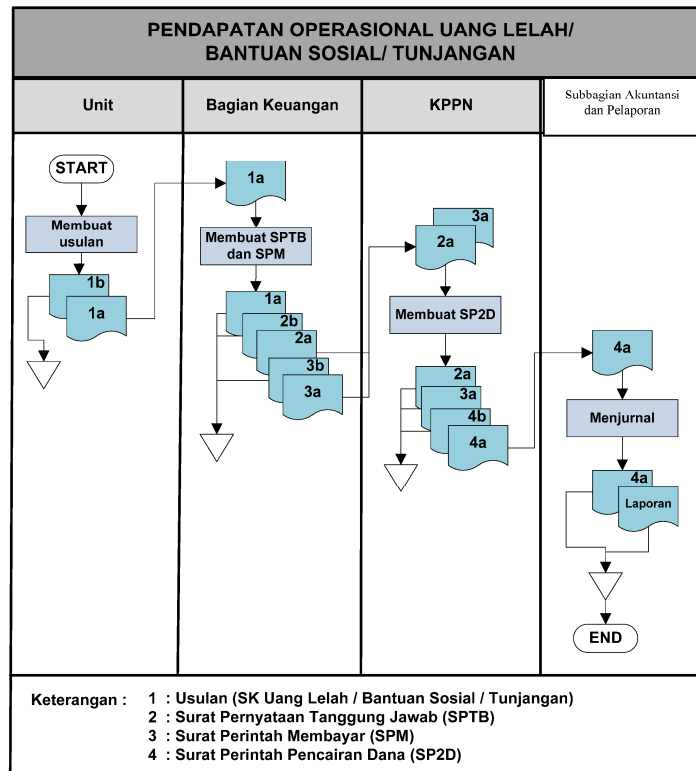 PENDAPATAN OPERASIONAL UANG LELAH/
BANTUAN SOSIAL/ TUNJANGAN
Unit
Bagian Keuangan
KPPN
Subbagian Akuntansi
dan Pelaporan
START
Membuat
usulan
1b
1a
1a
Membuat SPTB
dan SPM
1a
2b
2a
3b
3a
3a
2a
Membuat SP2D
2a
3a
4b
4a
4a
Menjurnal
4a
Laporan
END
Keterangan : 1 : Usulan (SK Uang Lelah / Bantuan Sosial / Tunjangan)
2 : Surat Pernyataan Tanggung Jawab (SPTB)
3 : Surat Perintah Membayar (SPM)
4 : Surat Perintah Pencairan Dana (SP2D)